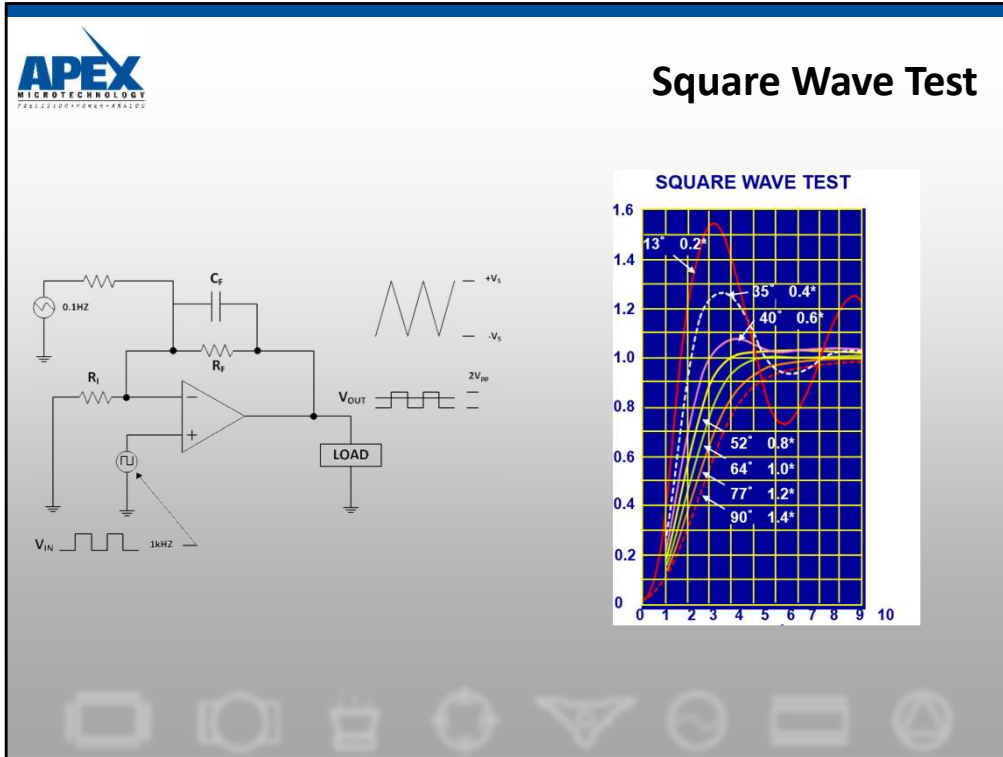 APEX
MICROTECHNOLOGY
PRECISION•POWER•ANALOG
Square Wave Test
0.1HZ
CF
RF
RI
−
+
LOAD
+VS
-VS
2Vpp
VOUT
VIN
1kHZ
SQUARE WAVE TEST
1.6
1.4
1.2
1.0
0.8
0.6
0.4
0.2
0
13° 0.2*
35° 0.4*
40° 0.6*
52° 0.8*
64° 1.0*
77° 1.2*
90° 1.4*
0 1 2 3 4 5 6 7 8 9 10